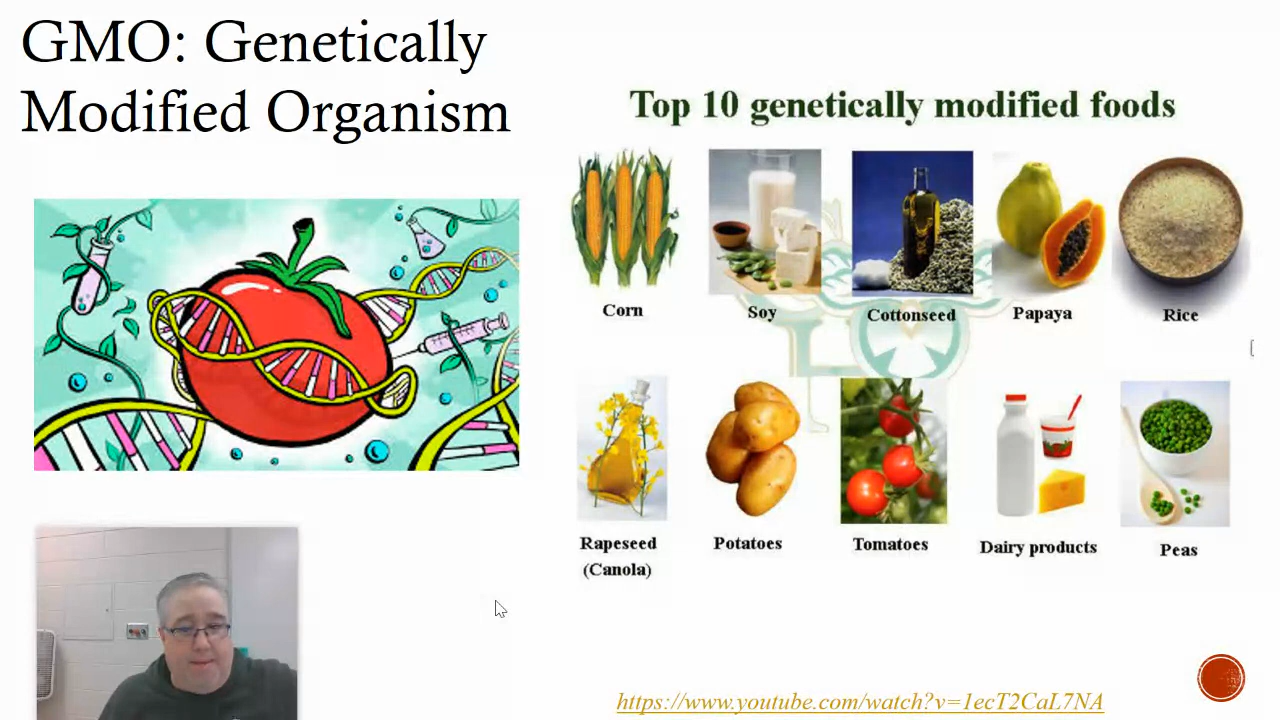 GMO: Genetically
Modified Organism
Top 10 genetically modified foods
Corn
Soy
Cottonseed
Papaya
Rice
Rapeseed
(Canola)
Potatoes
Tomatoes
Dairy products
Peas
https://www.youtube.com/watch?v=1ecT2CaL7NA